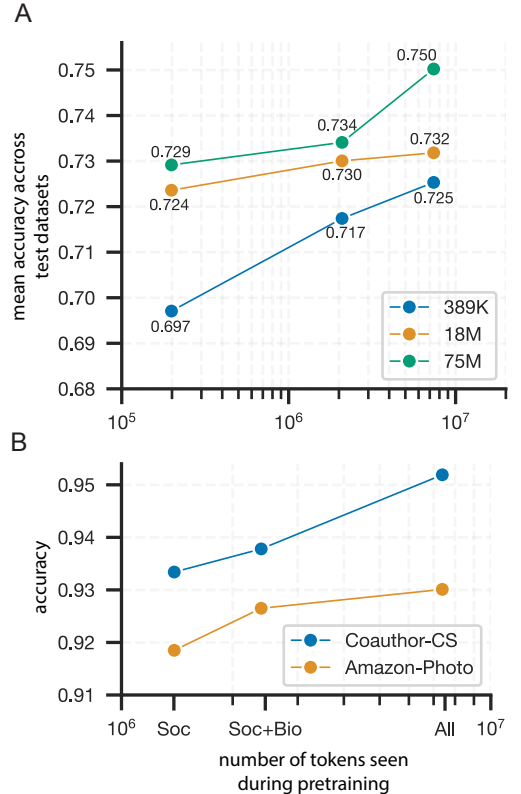 A
mean accuracy accross
test datasets
0.75
0.74
0.73
0.72
0.71
0.70
0.69
0.68
0.750
0.729
0.734
0.732
0.724
0.730
0.725
0.717
0.697
389K
18M
75M
10^5
10^6
10^7
B
accuracy
0.95
0.94
0.93
0.92
0.91
Coauthor-CS
Amazon-Photo
10^6
Soc
Soc+Bio
All
10^7
number of tokens seen
during pretraining